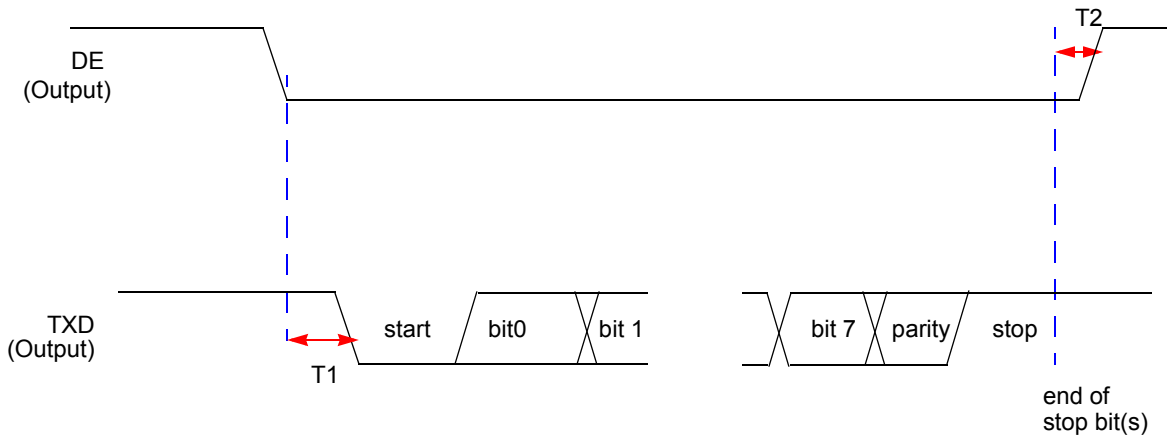 T2
DE
(Output)
TXD
(Output)
start
bit0
bit 1
bit 7
parity
stop
T1
end of
stop bit(s)